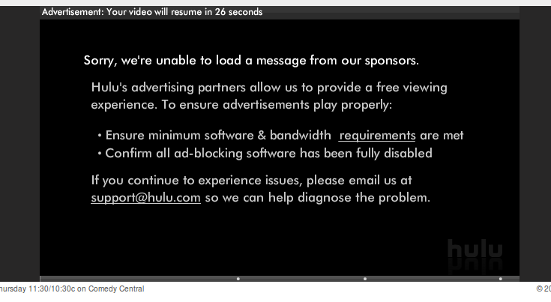 Advertisement: Your video will resume in 26 seconds
Sorry, we're unable to load a message from our sponsors.
Hulu's advertising partners allow us to provide a free viewing
experience. To ensure advertisements play properly:
• Ensure minimum software & bandwidth requirements are met
• Confirm all ad-blocking software has been fully disabled
If you continue to experience issues, please email us at
support@hulu.com so we can help diagnose the problem.
hulu
hursday 11:30/10:30c on Comedy Central
© 20